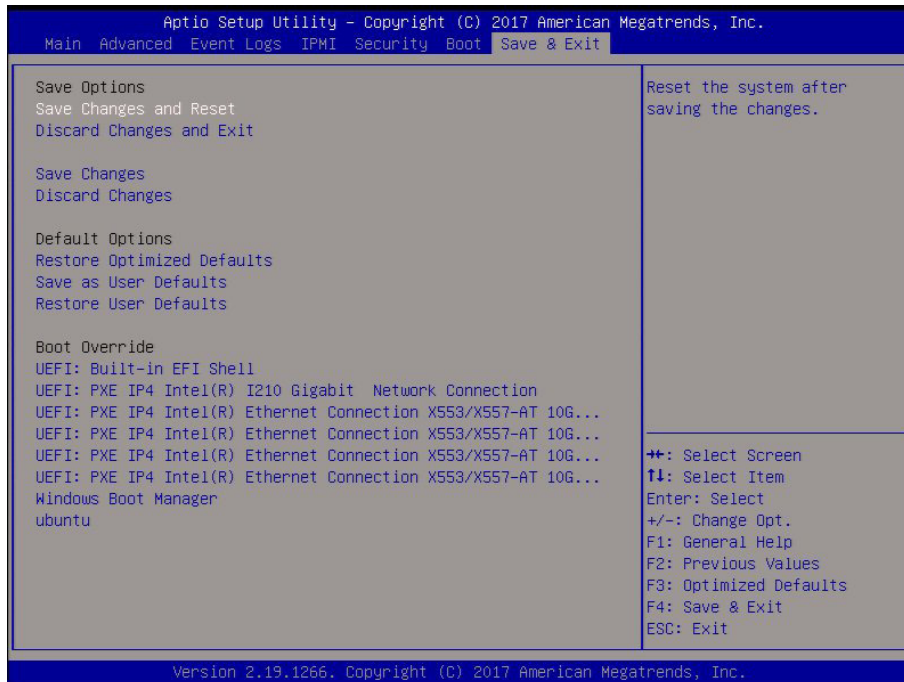 Aptio Setup Utility – Copyright (C) 2017 American Megatrends, Inc.
Main Advanced Event Logs IPMI Security Boot Save & Exit
Save Options
Save Changes and Reset
Discard Changes and Exit
Save Changes
Discard Changes
Default Options
Restore Optimized Defaults
Save as User Defaults
Restore User Defaults
Boot Override
UEFI: Built-in EFI Shell
UEFI: PXE IP4 Intel(R) I210 Gigabit  Network Connection
UEFI: PXE IP4 Intel(R) Ethernet Connection X553/X557-AT 10G...
UEFI: PXE IP4 Intel(R) Ethernet Connection X553/X557-AT 10G...
UEFI: PXE IP4 Intel(R) Ethernet Connection X553/X557-AT 10G...
UEFI: PXE IP4 Intel(R) Ethernet Connection X553/X557-AT 10G...
Windows Boot Manager
ubuntu
Reset the system after
saving the changes.
→←: Select Screen
↑↓: Select Item
Enter: Select
+/-: Change Opt.
F1: General Help
F2: Previous Values
F3: Optimized Defaults
F4: Save & Exit
ESC: Exit
Version 2.19.1266. Copyright (C) 2017 American Megatrends, Inc.